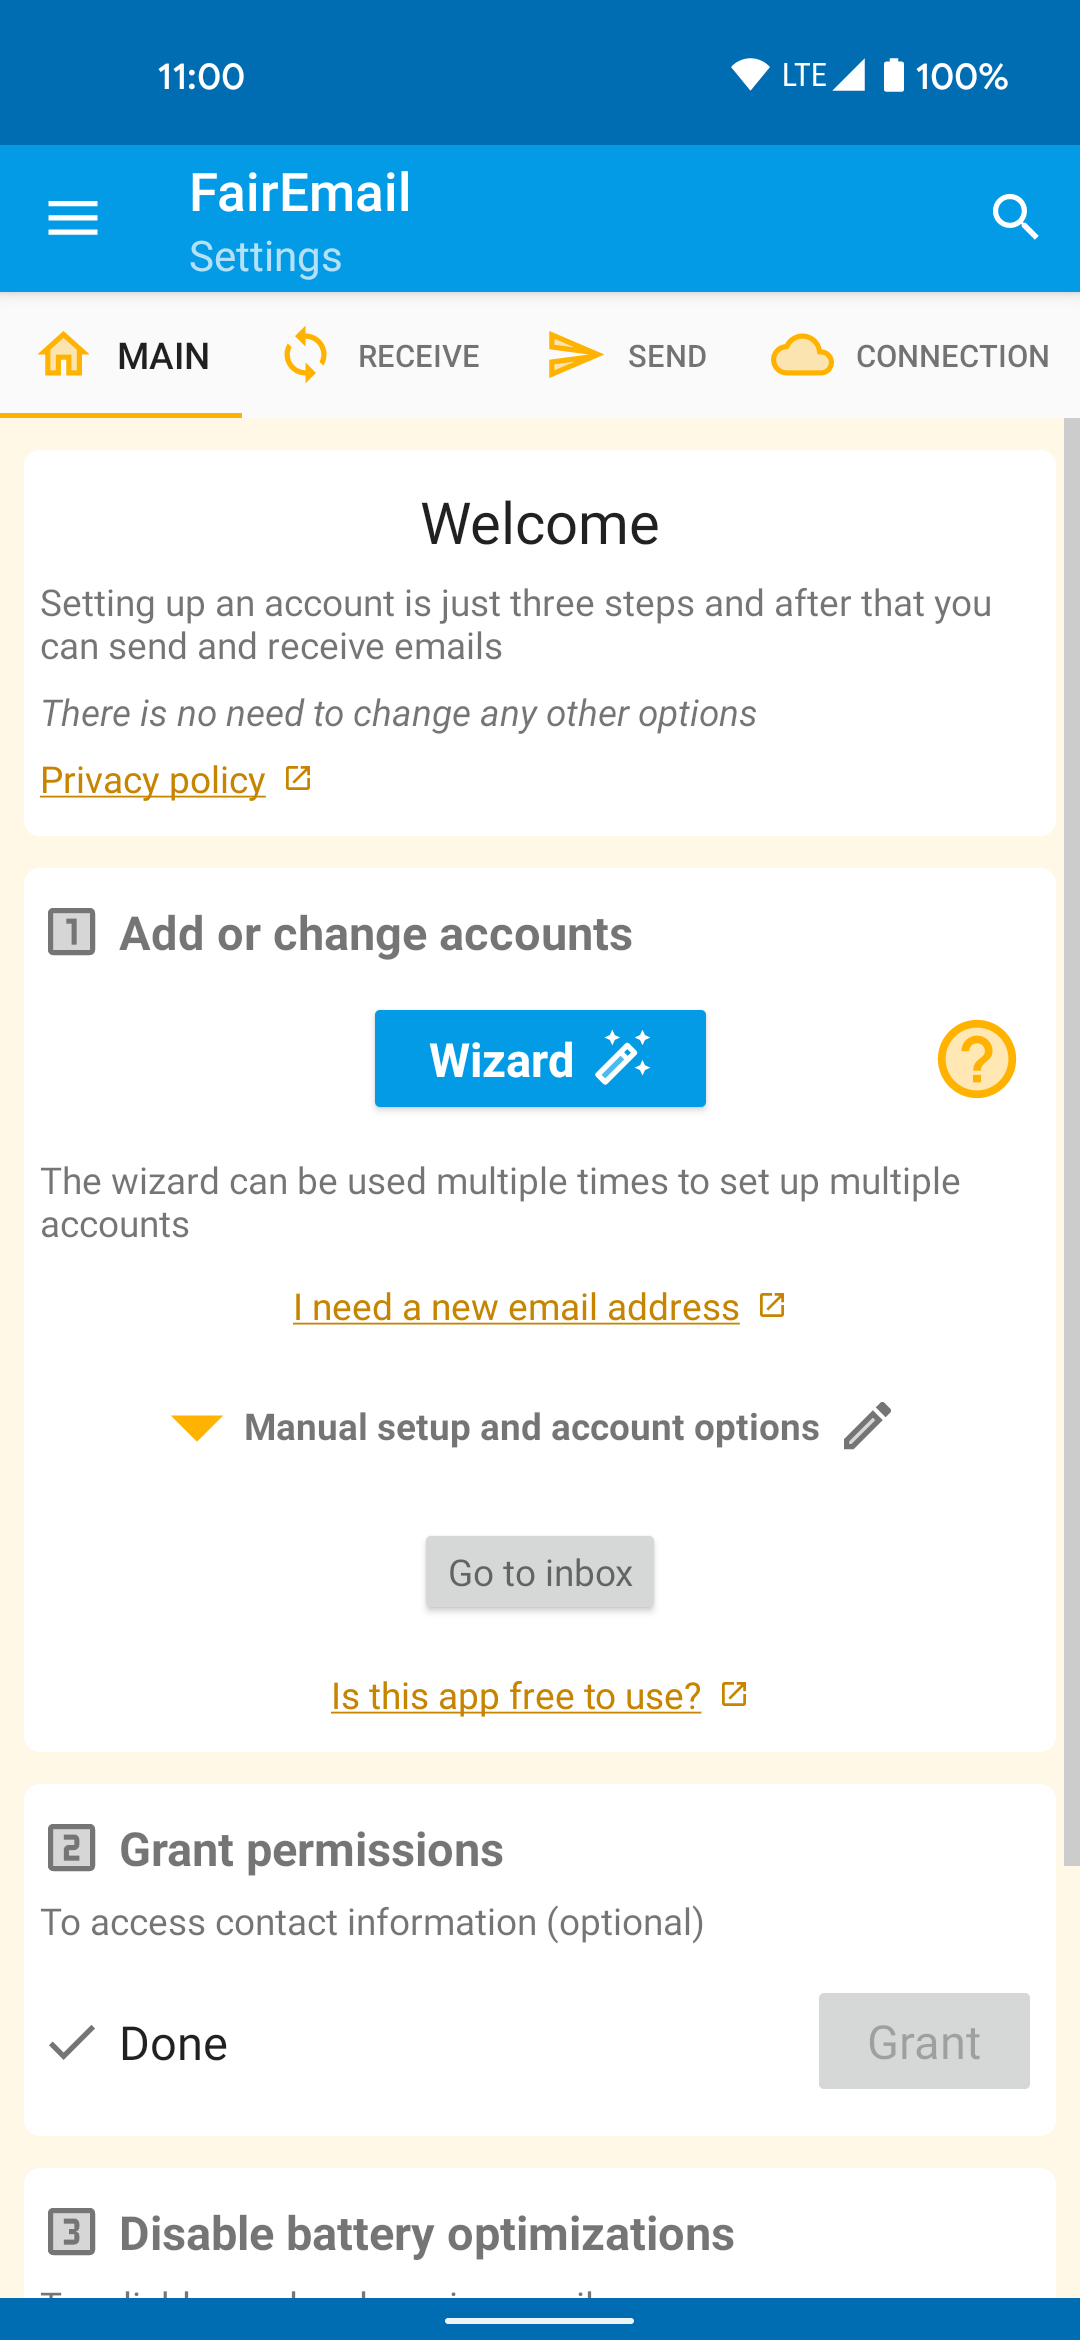 11:00
LTE 100%
FairEmail
Settings
MAIN
RECEIVE
SEND
CONNECTION
Welcome
Setting up an account is just three steps and after that you
can send and receive emails
There is no need to change any other options
Privacy policy
1 Add or change accounts
Wizard
?
The wizard can be used multiple times to set up multiple
accounts
I need a new email address
Manual setup and account options
Go to inbox
Is this app free to use?
2 Grant permissions
To access contact information (optional)
Done
Grant
3 Disable battery optimizations